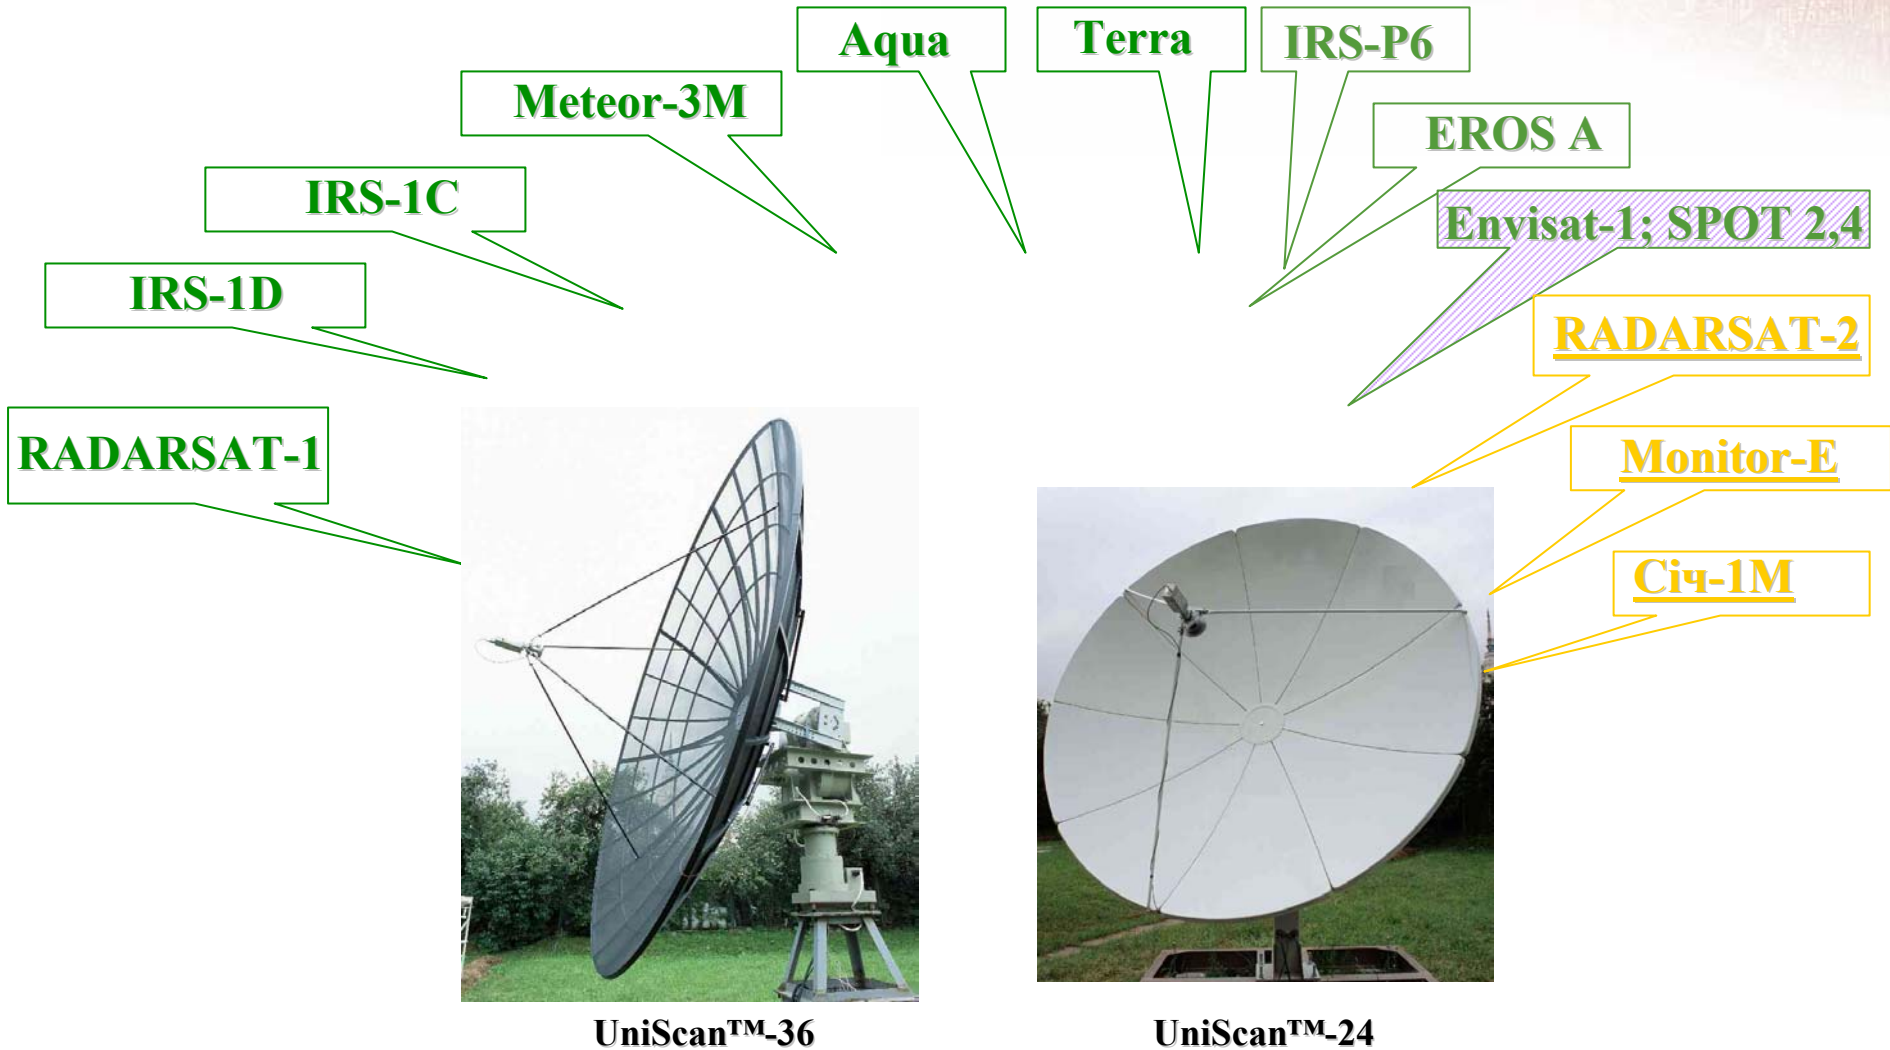 Aqua
Terra
IRS-P6
Meteor-3M
EROS A
IRS-1C
Envisat-1; SPOT 2,4
IRS-1D
RADARSAT-2
RADARSAT-1
Monitor-E
Січ-1М
UniScan™-36
UniScan™-24